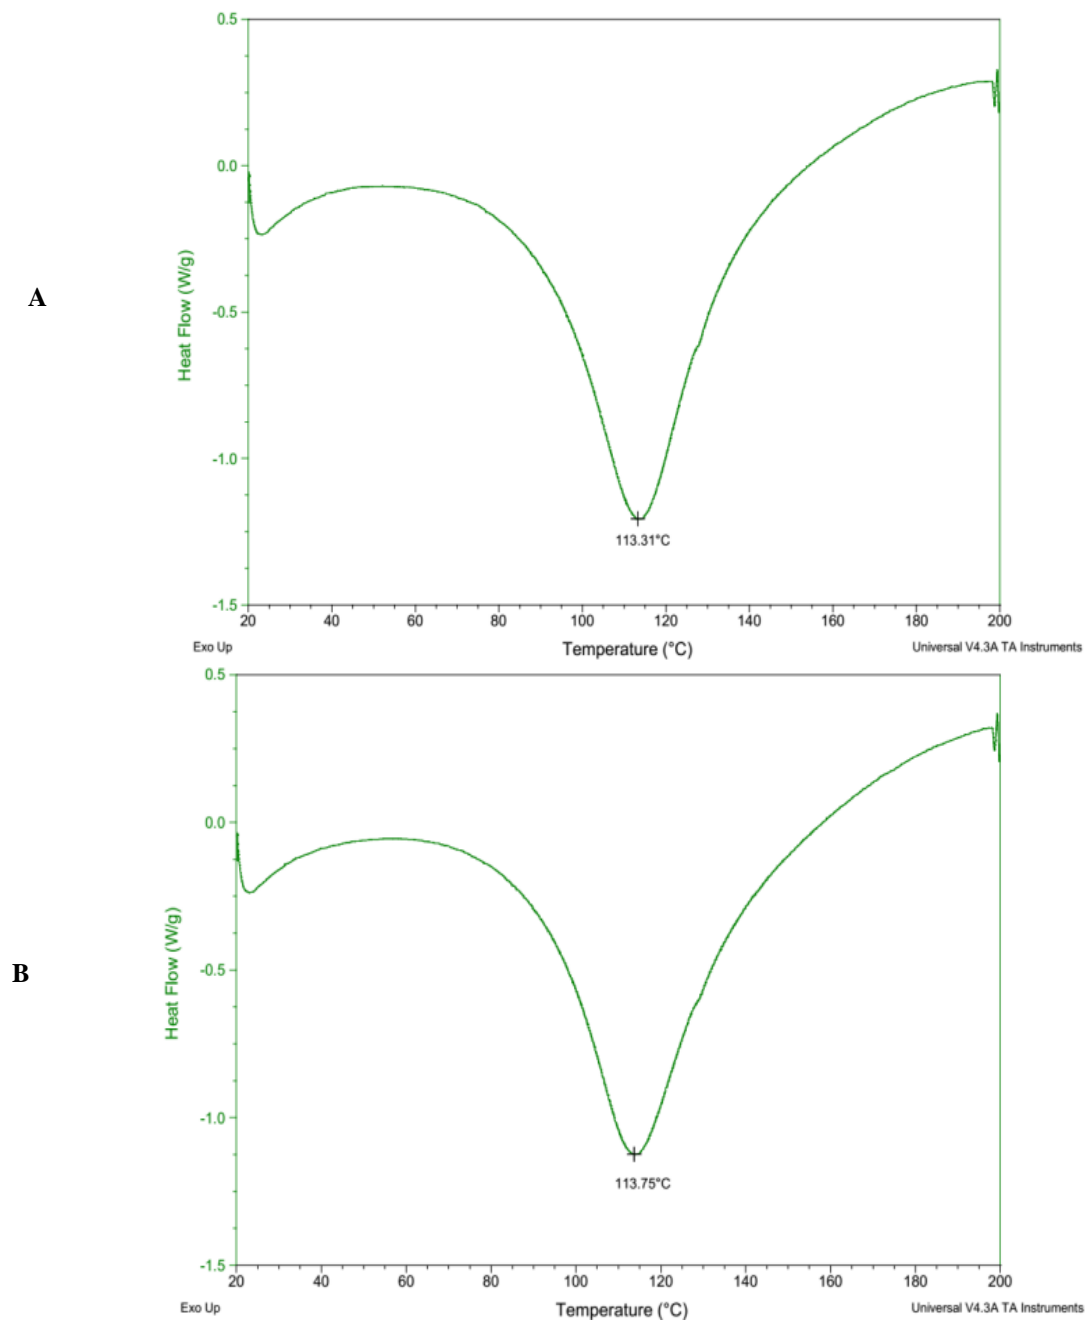 A
Heat Flow (W/g)
0.5
0.0
-0.5
-1.0
-1.5
113.31°C
20 40 60 80 100 120 140 160 180 200
Exo Up
Temperature (°C)
Universal V4.3A TA Instruments
B
Heat Flow (W/g)
0.5
0.0
-0.5
-1.0
-1.5
113.75°C
20 40 60 80 100 120 140 160 180 200
Exo Up
Temperature (°C)
Universal V4.3A TA Instruments